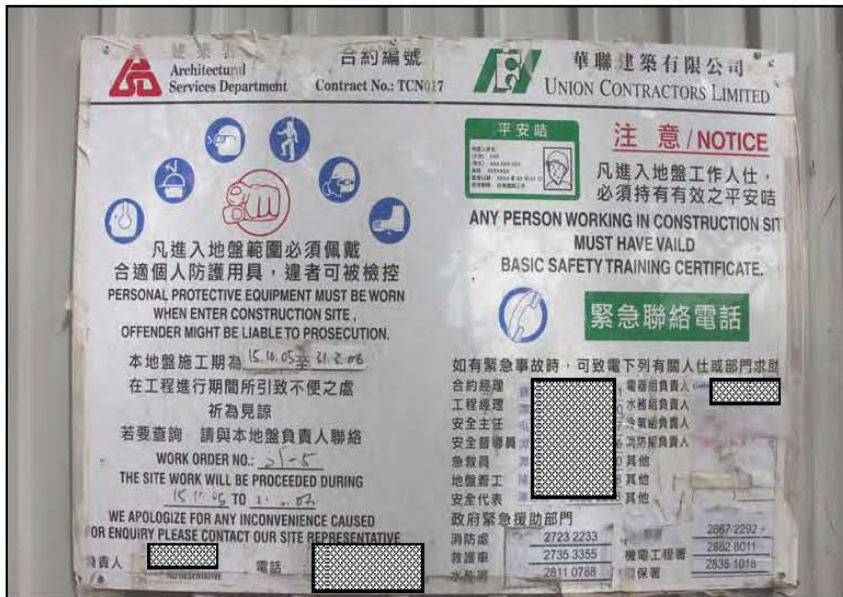 建築署
Architectural
Services Department
合約編號
Contract No.: TCN017
華聯建築有限公司
UNION CONTRACTORS LIMITED
凡進入地盤範圍必須佩戴
合適個人防護用具，違者可被檢控
PERSONAL PROTECTIVE EQUIPMENT MUST BE WORN
WHEN ENTER CONSTRUCTION SITE,
OFFENDER MIGHT BE LIABLE TO PROSECUTION.
本地盤施工期為 至
在工程進行期間所引致不便之處
祈為見諒
若要查詢 請與本地盤負責人聯絡
WORK ORDER NO.:
THE SITE WORK WILL BE PROCEEDED DURING
TO
WE APOLOGIZE FOR ANY INCONVENIENCE CAUSED
OR ENQUIRY PLEASE CONTACT OUR SITE REPRESENTATIVE
負責人
電話
平安咭
注意/NOTICE
凡進入地盤工作人仕，
必須持有有效之平安咭
ANY PERSON WORKING IN CONSTRUCTION SIT
MUST HAVE VAILD
BASIC SAFETY TRAINING CERTIFICATE.
緊急聯絡電話
如有緊急事故時，可致電下列有關人仕或部門求助
合約經理 電器組負責人
工程經理 水務組負責人
安全主任 冷氣組負責人
安全督導員 消防組負責人
急救員 其他
地盤管工 其他
安全代表 其他
政府緊急援助部門
消防處 2723 2233 2867 2292
救護車 2735 3355 機電工程署 2882 8011
水務署 2811 0788 環保署 2835 1018